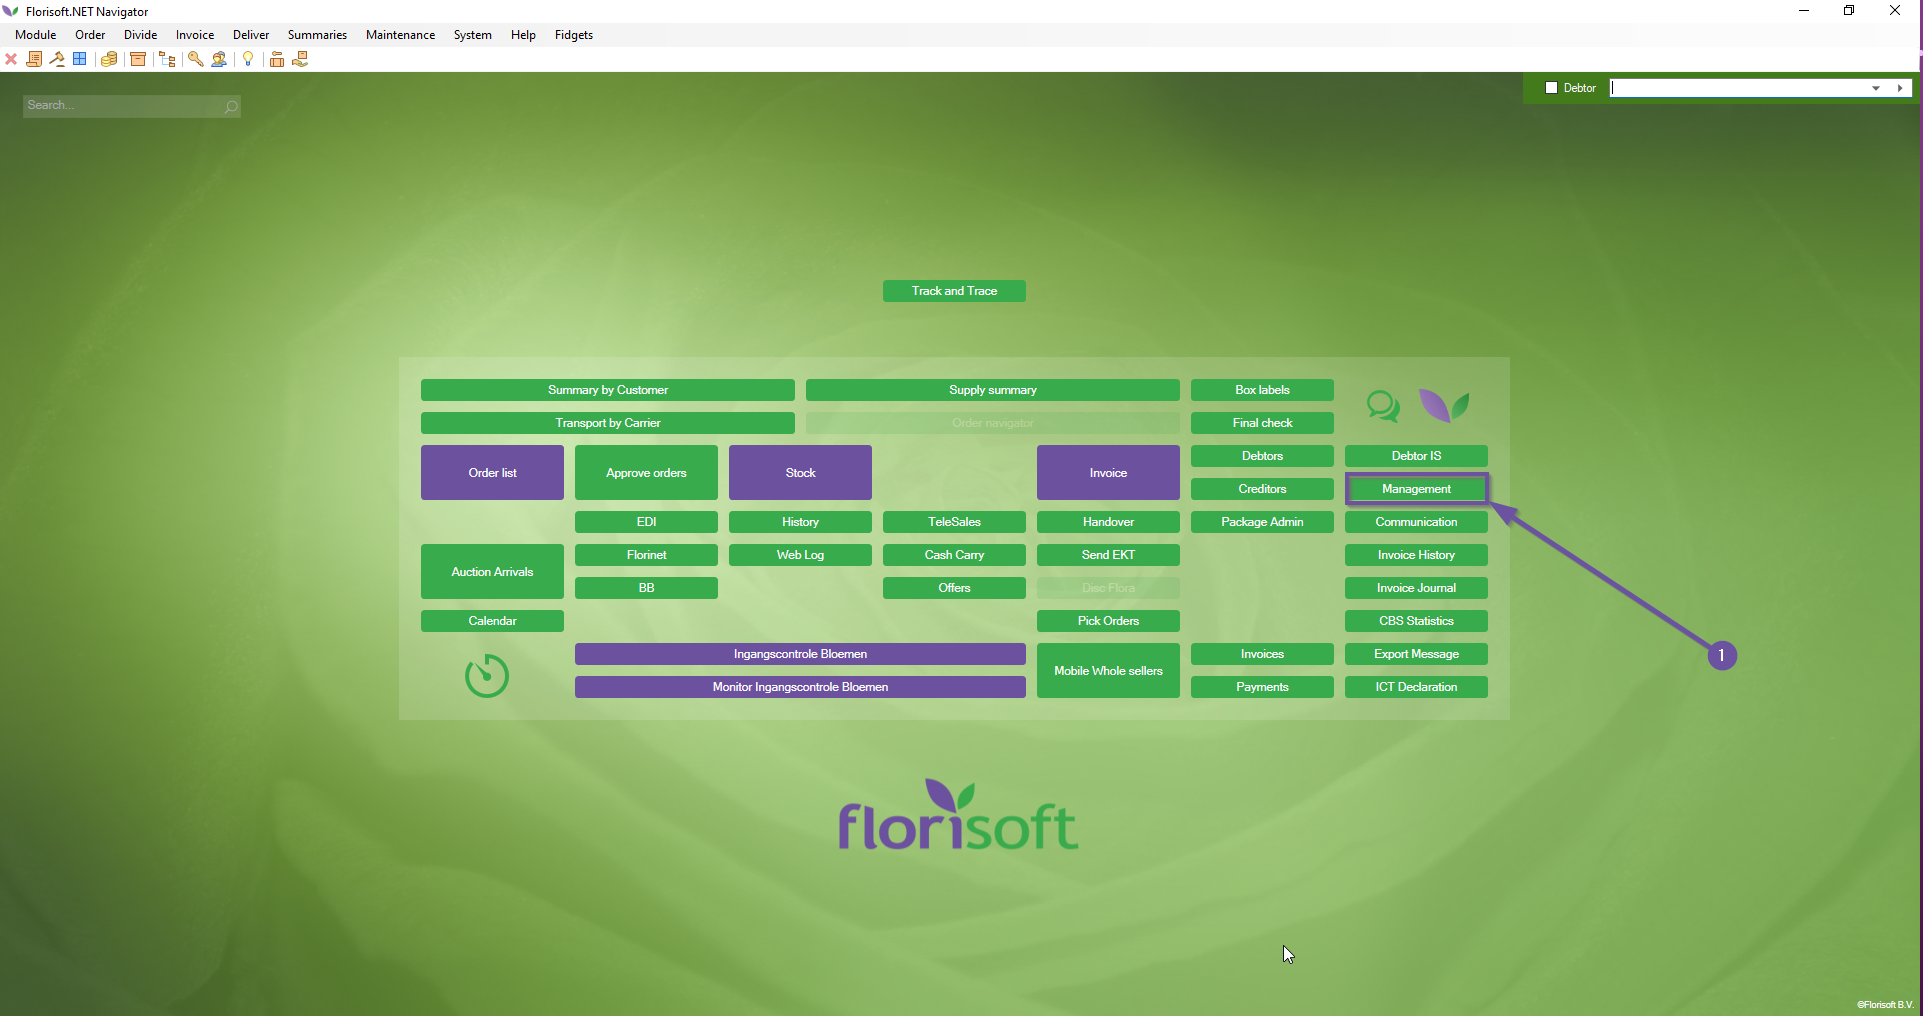 Florisoft.NET Navigator
Module Order Divide Invoice Deliver Summaries Maintenance System Help Fidgets
Search...
Debtor
Track and Trace
Summary by Customer Supply summary Box labels
Transport by Carrier Order navigator Final check
Order list Approve orders Stock Invoice Debtors Debtor IS
Creditors Management
EDI History TeleSales Handover Package Admin Communication
Auction Arrivals Florinet Web Log Cash Carry Send EKT Invoice History
BB Offers Disc Flora Invoice Journal
Calendar Pick Orders CBS Statistics
Ingangscontrole Bloemen Mobile Whole sellers Invoices Export Message
Monitor Ingangscontrole Bloemen Payments ICT Declaration
1
florisoft
©Florisoft B.V.